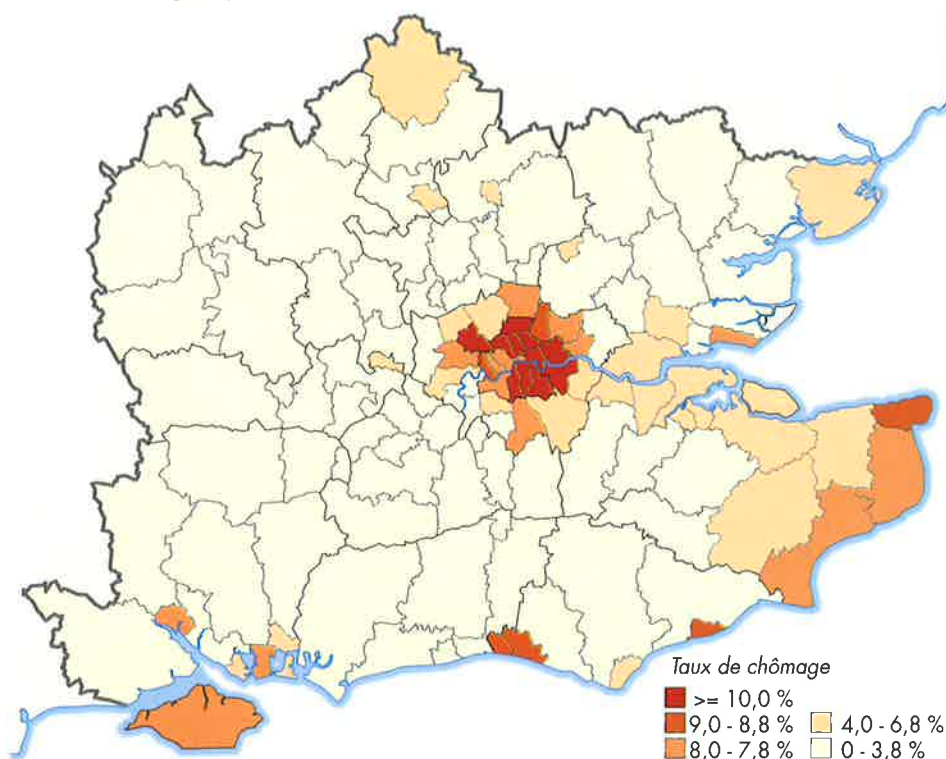 Taux de chômage
>= 10,0 %
9,0 - 8,8 %
8,0 - 7,8 %
4,0 - 6,8 %
0 - 3,8 %